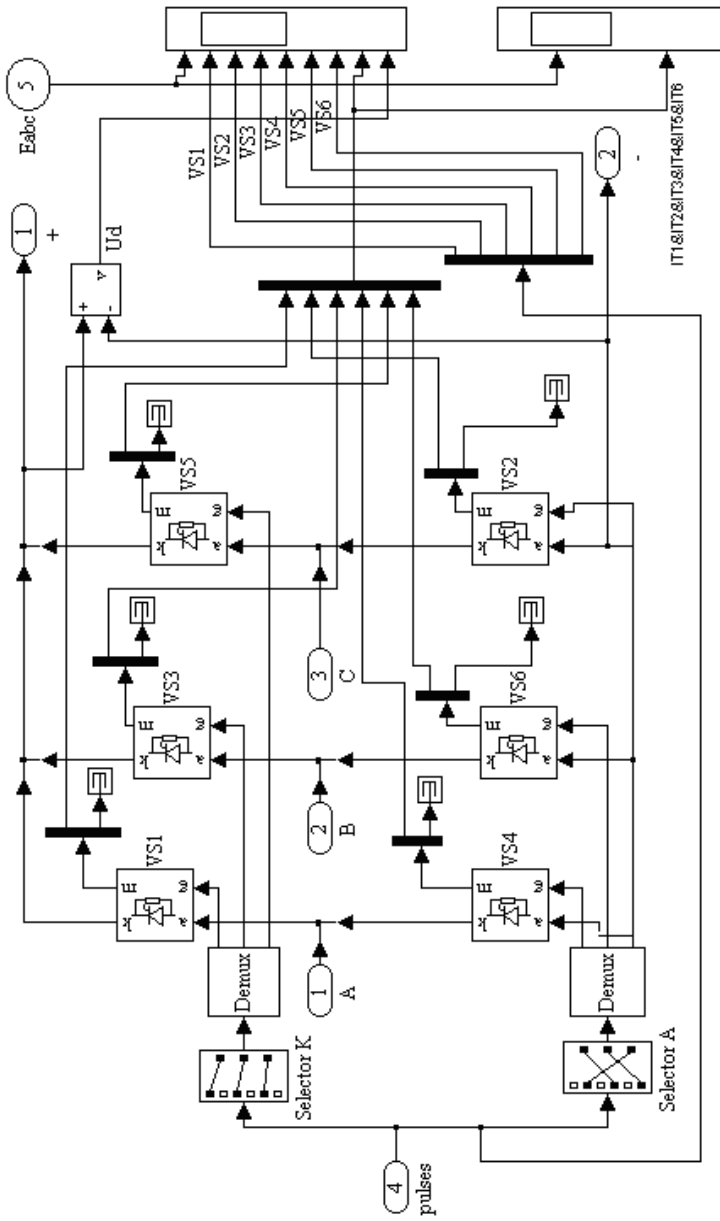 5
Eabc
1
+
Ud
+
-
v
VS1
VS2
VS3
VS4
VS5
VS6
2
-
IT1&IT2&IT3&IT4&IT5&IT6
VS5
m
k
g
a
VS3
m
k
g
a
VS1
m
k
g
a
3
C
2
B
1
A
VS2
m
k
g
a
VS6
m
k
g
a
VS4
m
k
g
a
Demux
Demux
Selector K
Selector A
4
pulses